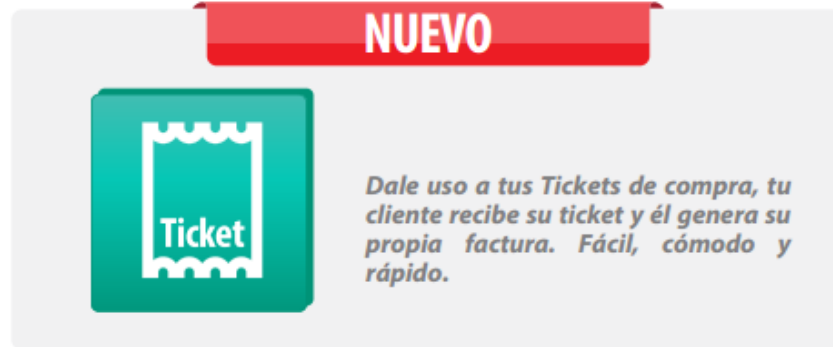 NUEVO
Ticket
Dale uso a tus Tickets de compra, tu
cliente recibe su ticket y él genera su
propia factura. Fácil, cómodo y
rápido.